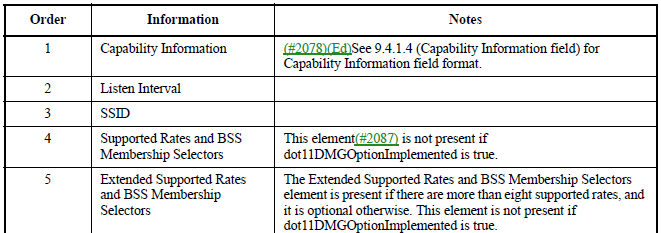 Order Information Notes
1 Capability Information (#2078)(Ed)See 9.4.1.4 (Capability Information field) for
Capability Information field format.
2 Listen Interval
3 SSID
4 Supported Rates and BSS This element(#2087) is not present if
Membership Selectors dot11DMGOptionImplemented is true.
5 Extended Supported Rates The Extended Supported Rates and BSS Membership Selectors
and BSS Membership element is present if there are more than eight supported rates, and
Selectors it is optional otherwise. This element is not present if
dot11DMGOptionImplemented is true.